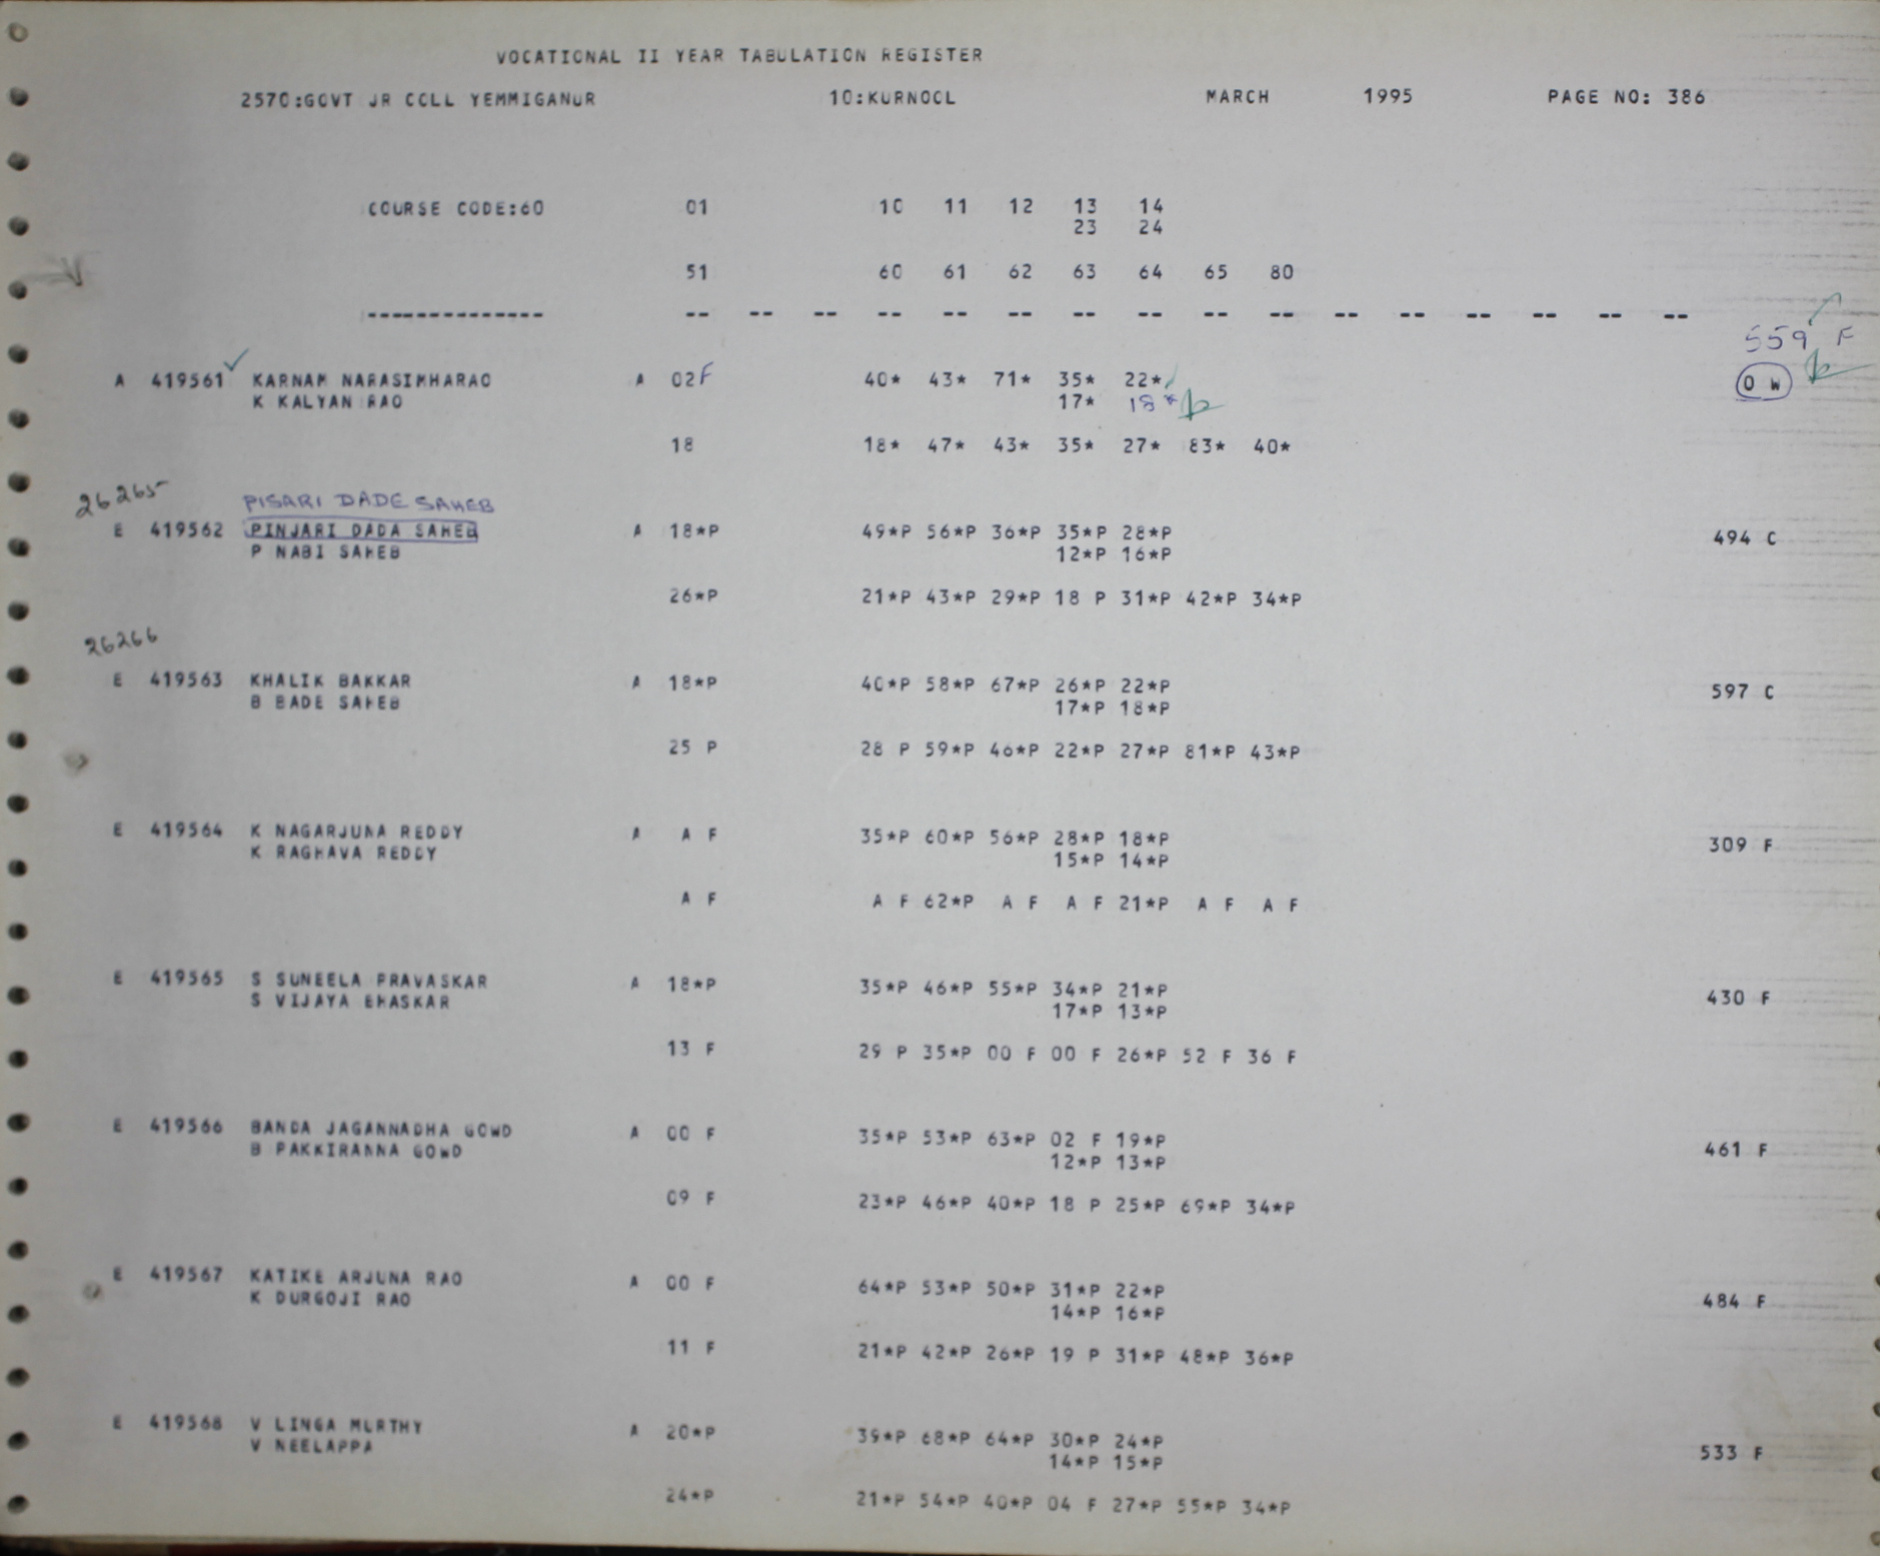 VOCATIONAL II YEAR TABULATION REGISTER
2570:GOVT JR COLL YEMMIGANUR 10:KURNOOL MARCH 1995 PAGE NO: 386
COURSE CODE:60 01 10 11 12 13 14
23 24
51 60 61 62 63 64 65 80
-------------- -- -- -- -- -- -- -- -- -- -- -- -- -- -- -- --
559 F
A 419561 KARNAM NARASIMHARAO A 02F 40* 43* 71* 35* 22* 0 W
K KALYAN RAO 17* 18*
18 18* 47* 43* 35* 27* 83* 40*
26265 PISARI DADE SAHEB
E 419562 PINJARI DADA SAHEB A 18*P 49*P 56*P 36*P 35*P 28*P 494 C
P NABI SAHEB 12*P 16*P
26*P 21*P 43*P 29*P 18 P 31*P 42*P 34*P
26266
E 419563 KHALIK BAKKAR A 18*P 40*P 58*P 67*P 26*P 22*P 597 C
B BADE SAHEB 17*P 18*P
25 P 28 P 59*P 46*P 22*P 27*P 81*P 43*P
E 419564 K NAGARJUNA REDDY A A F 35*P 60*P 56*P 28*P 18*P 309 F
K RAGHAVA REDDY 15*P 14*P
A F A F 62*P A F A F 21*P A F A F
E 419565 S SUNEELA PRAVASKAR A 18*P 35*P 46*P 55*P 34*P 21*P 430 F
S VIJAYA BHASKAR 17*P 13*P
13 F 29 P 35*P 00 F 00 F 26*P 52 F 36 F
E 419566 BANDA JAGANNADHA GOWD A 00 F 35*P 53*P 63*P 02 F 19*P 461 F
B PAKKIRANNA GOWD 12*P 13*P
09 F 23*P 46*P 40*P 18 P 25*P 69*P 34*P
E 419567 KATIKE ARJUNA RAO A 00 F 64*P 53*P 50*P 31*P 22*P 484 F
K DURGOJI RAO 14*P 16*P
11 F 21*P 42*P 26*P 19 P 31*P 48*P 36*P
E 419568 V LINGA MURTHY A 20*P 39*P 68*P 64*P 30*P 24*P 533 F
V NEELAPPA 14*P 15*P
24*P 21*P 54*P 40*P 04 F 27*P 55*P 34*P